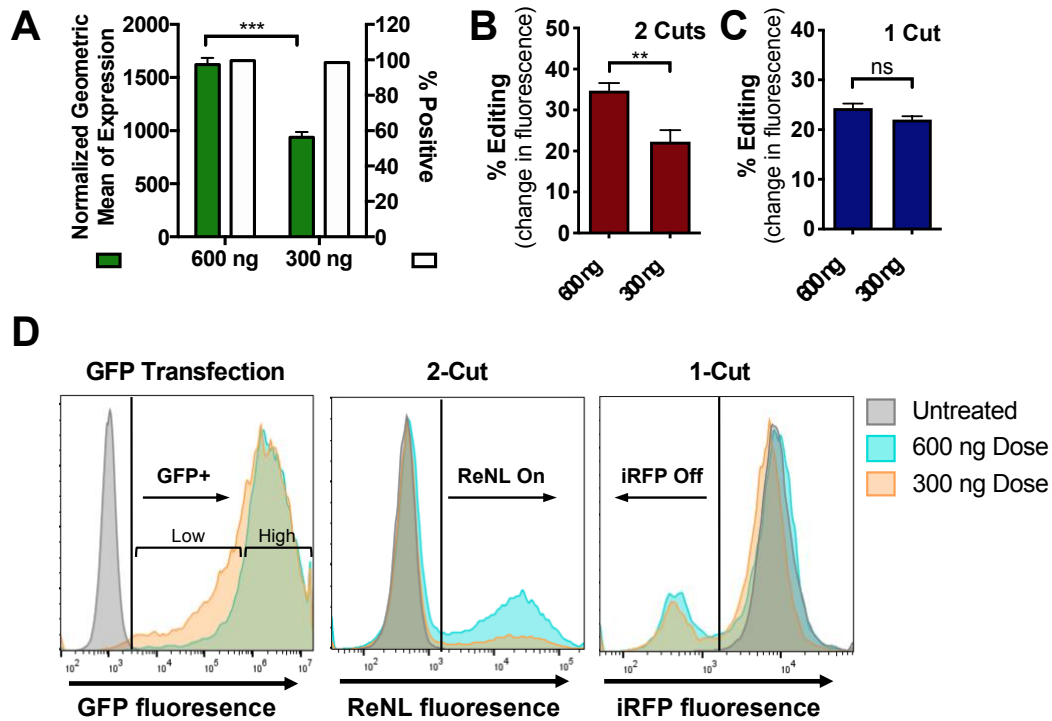 A
Normalized Geometric
Mean of Expression
2000
1500
1000
500
0
***
120
100
80
60
40
20
0
% Positive
600 ng
300 ng
B
2 Cuts
% Editing
(change in fluorescence)
50
40
30
20
10
0
**
600ng
300ng
C
1 Cut
% Editing
(change in fluorescence)
40
30
20
10
0
ns
600ng
300ng
D
GFP Transfection
GFP+
Low
High
10²
10³
10⁴
10⁵
10⁶
10⁷
GFP fluoresence
2-Cut
ReNL On
10²
10³
10⁴
10⁵
ReNL fluoresence
1-Cut
iRFP Off
10²
10³
10⁴
iRFP fluoresence
Untreated
600 ng Dose
300 ng Dose